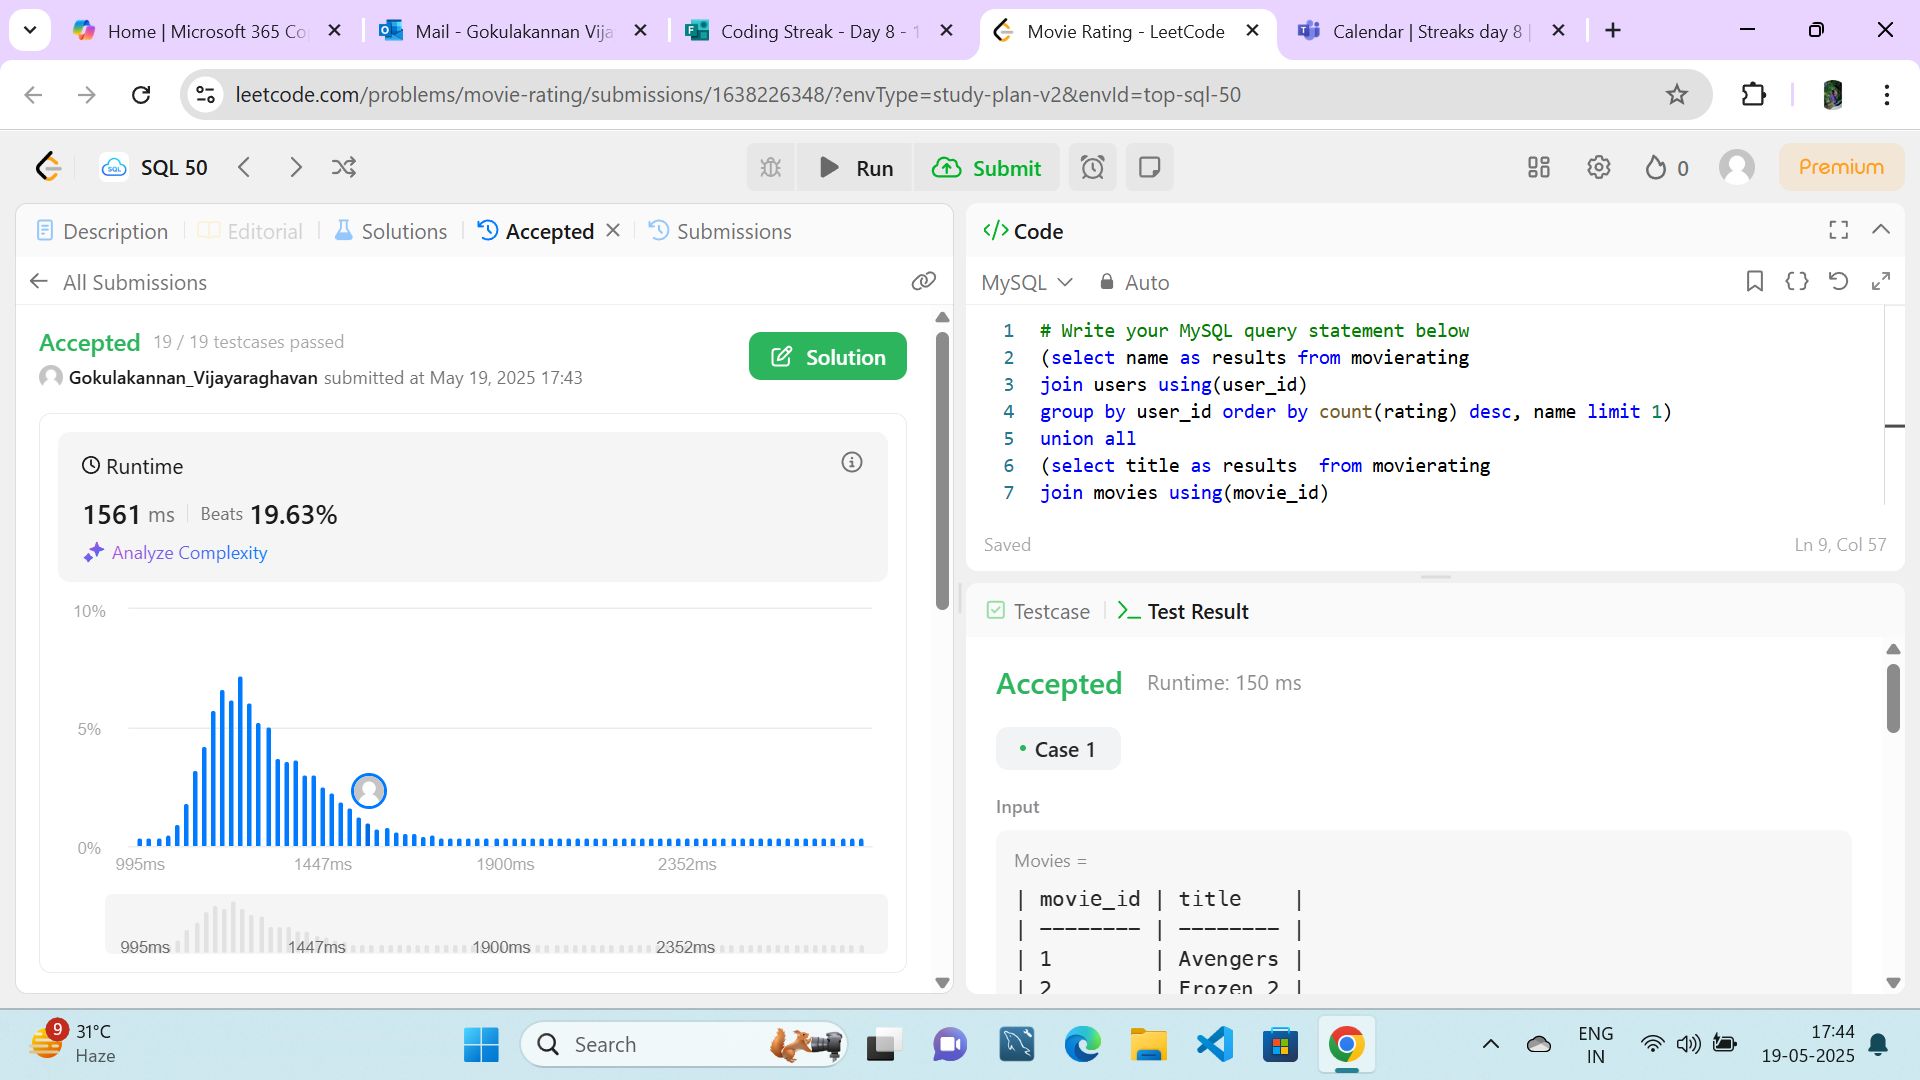 Home | Microsoft 365 Co
Mail - Gokulakannan Vija
Coding Streak - Day 8 - 1
Movie Rating - LeetCode
Calendar | Streaks day 8 |
leetcode.com/problems/movie-rating/submissions/1638226348/?envType=study-plan-v2&envId=top-sql-50
SQL
SQL 50
Run
Submit
0
Premium
Description
Editorial
Solutions
Accepted
Submissions
All Submissions
Accepted 19 / 19 testcases passed
Gokulakannan_Vijayaraghavan submitted at May 19, 2025 17:43
Solution
Runtime
1561 ms
Beats 19.63%
Analyze Complexity
10%
5%
0%
995ms 1447ms 1900ms 2352ms
995ms 1447ms 1900ms 2352ms
</> Code
MySQL
Auto
1 # Write your MySQL query statement below
2 (select name as results from movierating
3 join users using(user_id)
4 group by user_id order by count(rating) desc, name limit 1)
5 union all
6 (select title as results  from movierating
7 join movies using(movie_id)
Saved
Ln 9, Col 57
Testcase
>_ Test Result
Accepted
Runtime: 150 ms
• Case 1
Input
Movies =
| movie_id | title    |
| -------- | -------- |
| 1        | Avengers |
| 2        | Frozen 2 |
9
31°C
Haze
Search
ENG
IN
17:44
19-05-2025